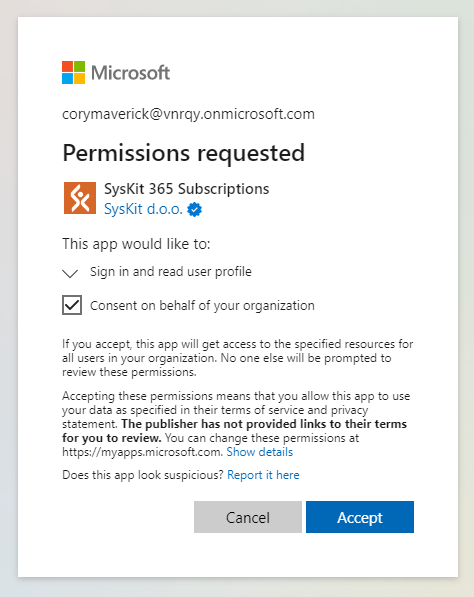 Microsoft
corymaverick@vnrqy.onmicrosoft.com
Permissions requested
SysKit 365 Subscriptions
SysKit d.o.o.
This app would like to:
Sign in and read user profile
Consent on behalf of your organization
If you accept, this app will get access to the specified resources for
all users in your organization. No one else will be prompted to
review these permissions.
Accepting these permissions means that you allow this app to use
your data as specified in their terms of service and privacy
statement. The publisher has not provided links to their terms
for you to review. You can change these permissions at
https://myapps.microsoft.com. Show details
Does this app look suspicious? Report it here
Cancel
Accept